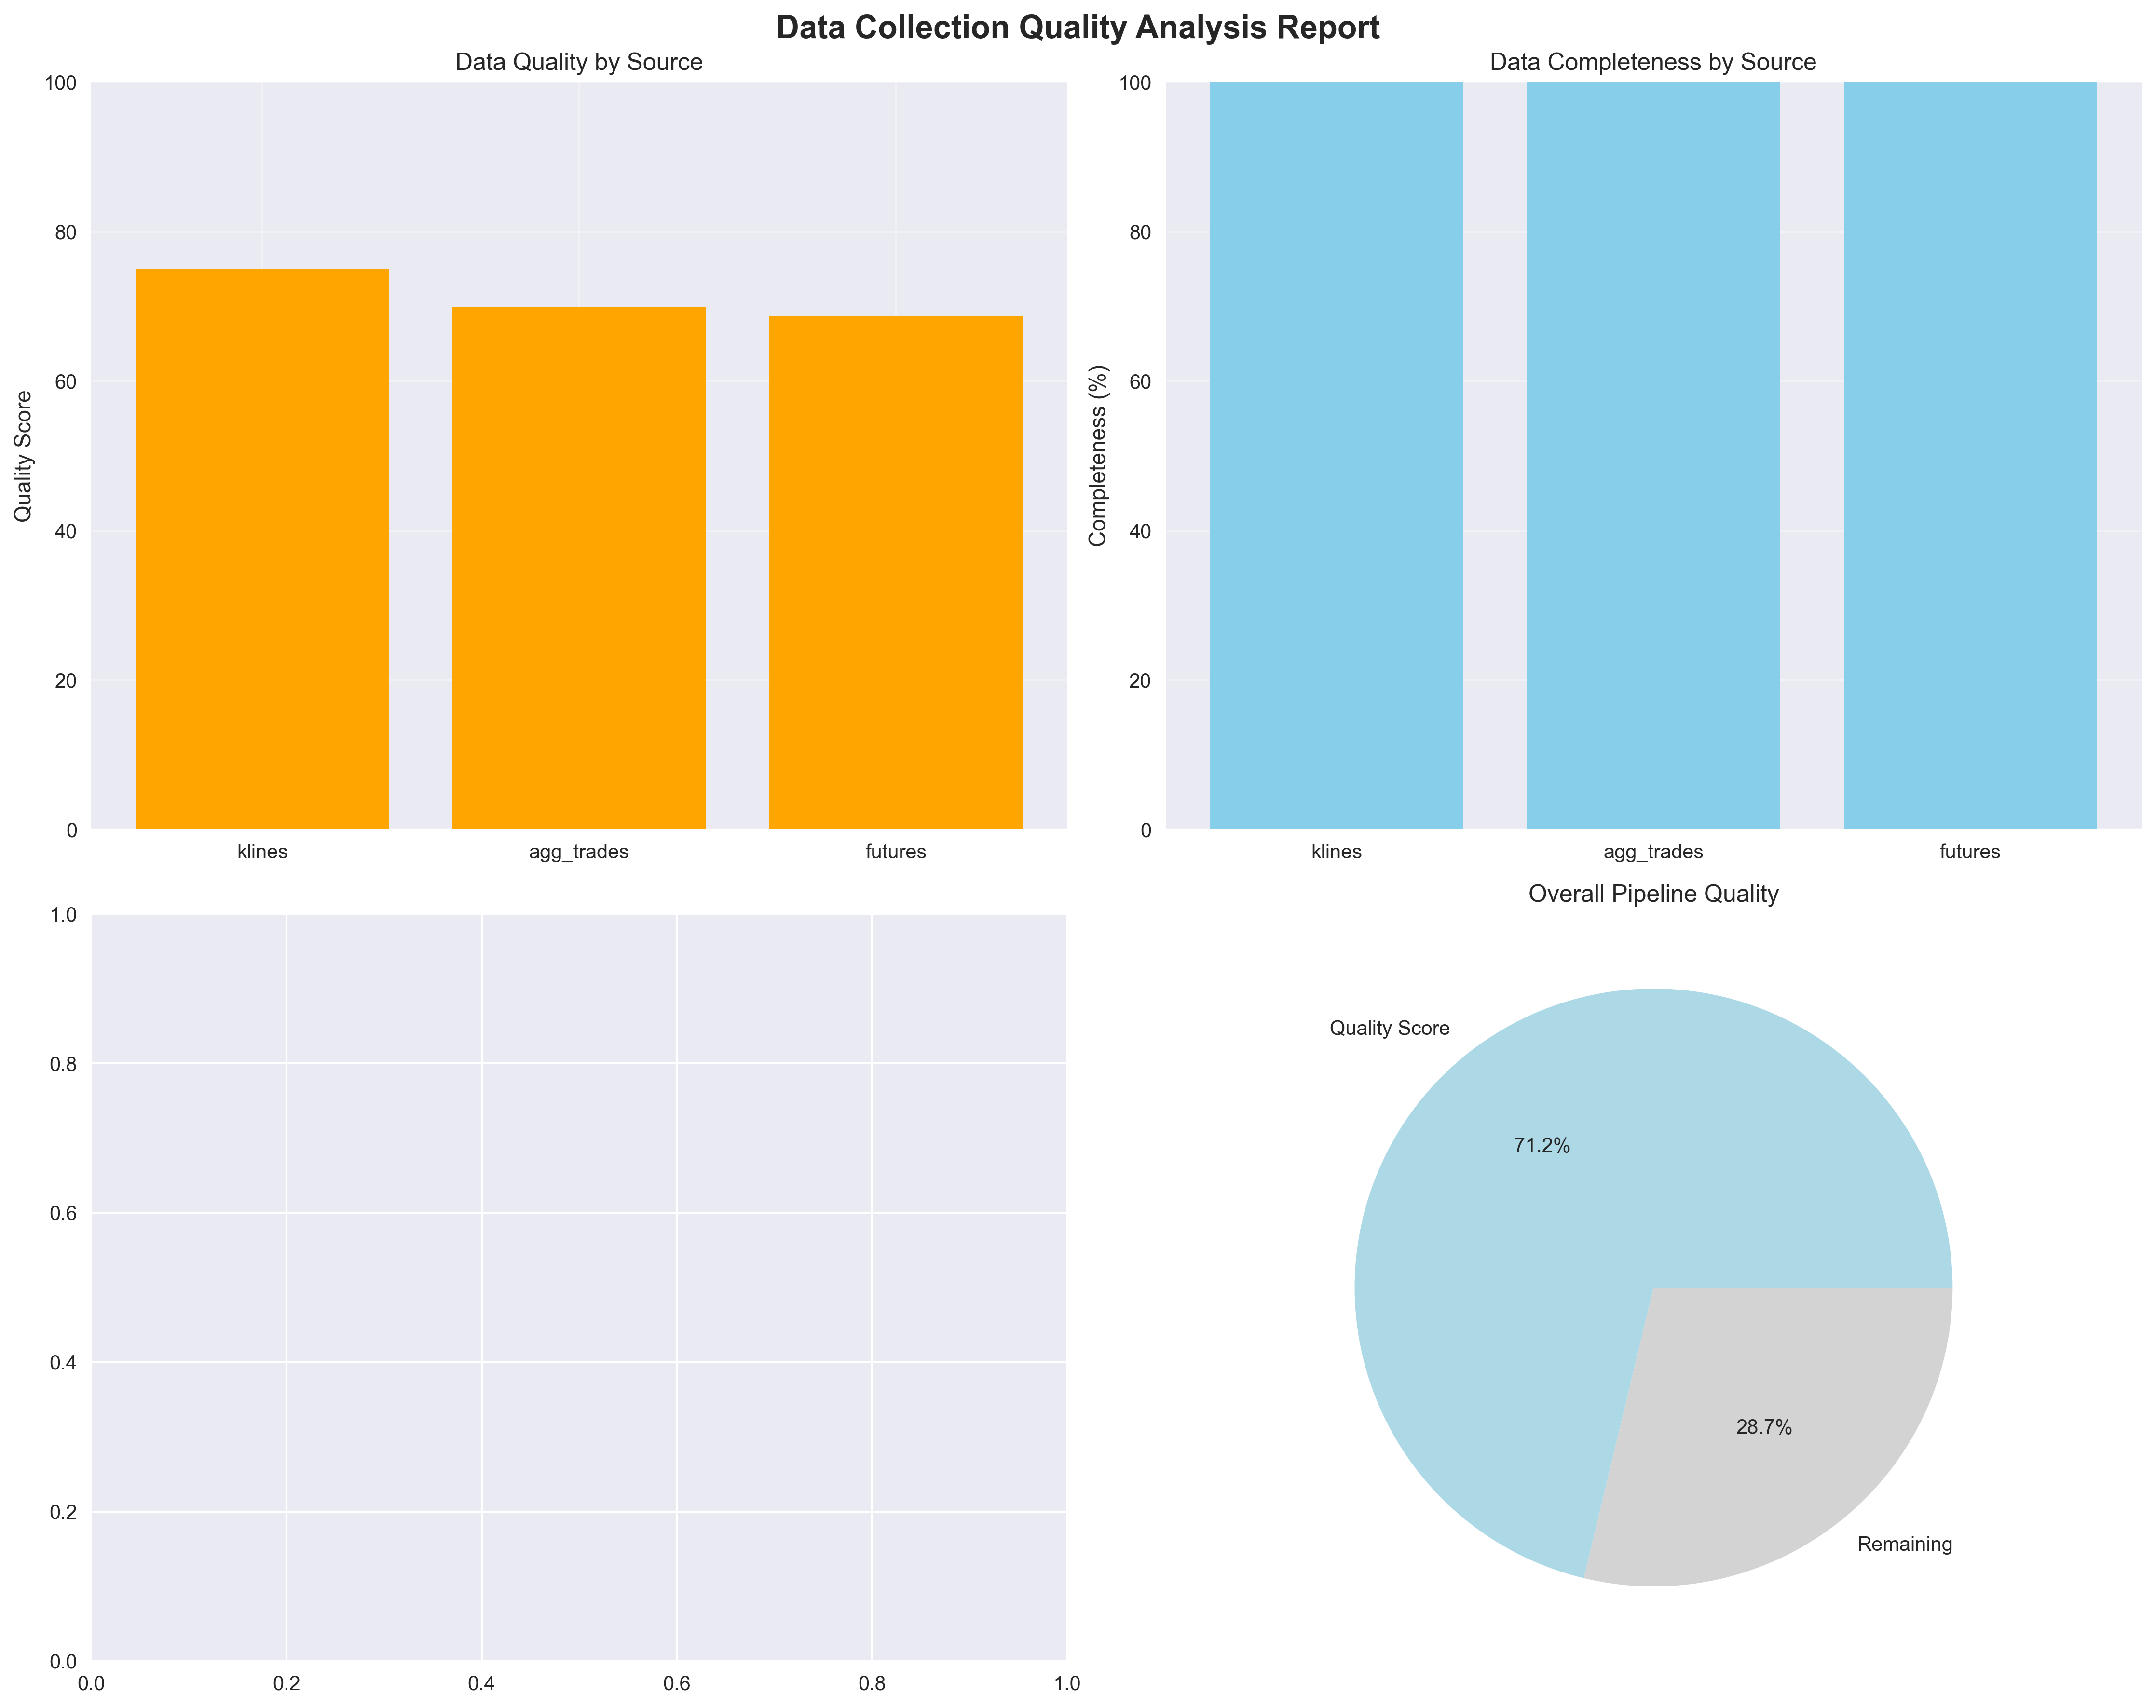 Data Collection Quality Analysis Report
Data Quality by Source
100
80
60
40
20
0
Quality Score
klines
agg_trades
futures
Data Completeness by Source
100
80
60
40
20
0
Completeness (%)
klines
agg_trades
futures
1.0
0.8
0.6
0.4
0.2
0.0
0.0
0.2
0.4
0.6
0.8
1.0
Overall Pipeline Quality
Quality Score
71.2%
28.7%
Remaining